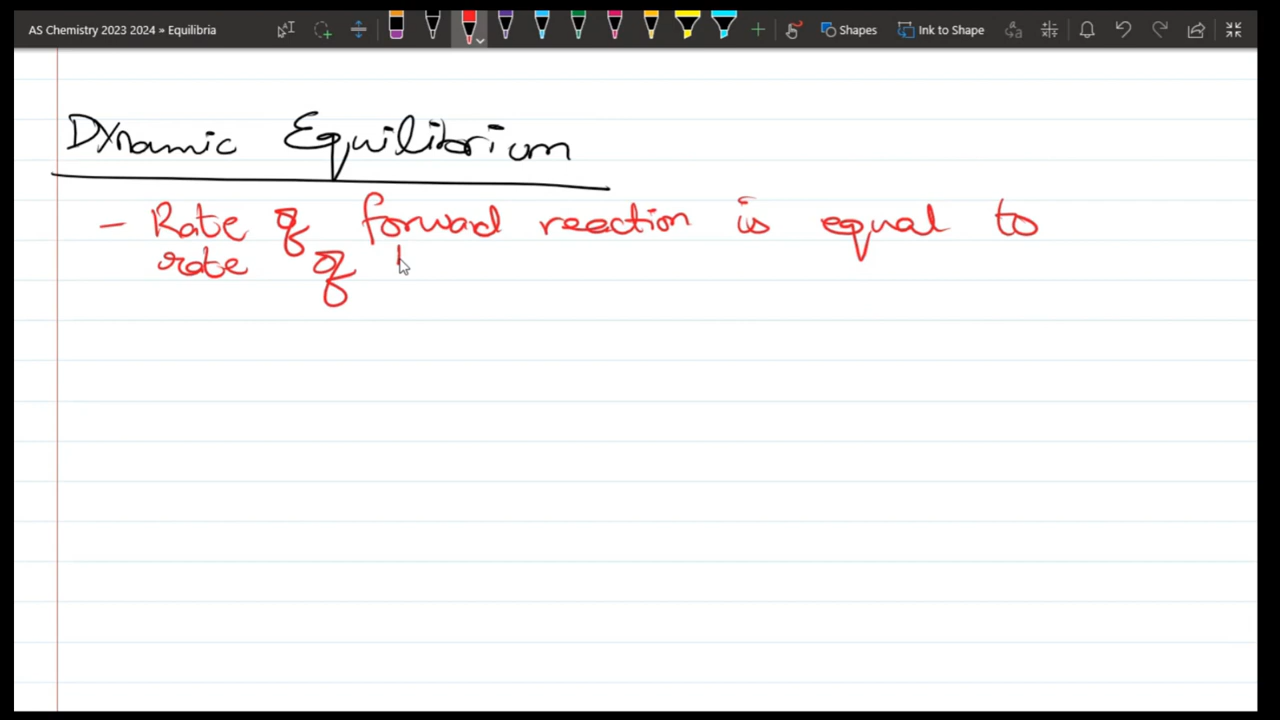 AS Chemistry 2023 2024 » Equilibria
Shapes
Ink to Shape
Dynamic Equilibrium
- Rate of forward reection is equal to
rate of